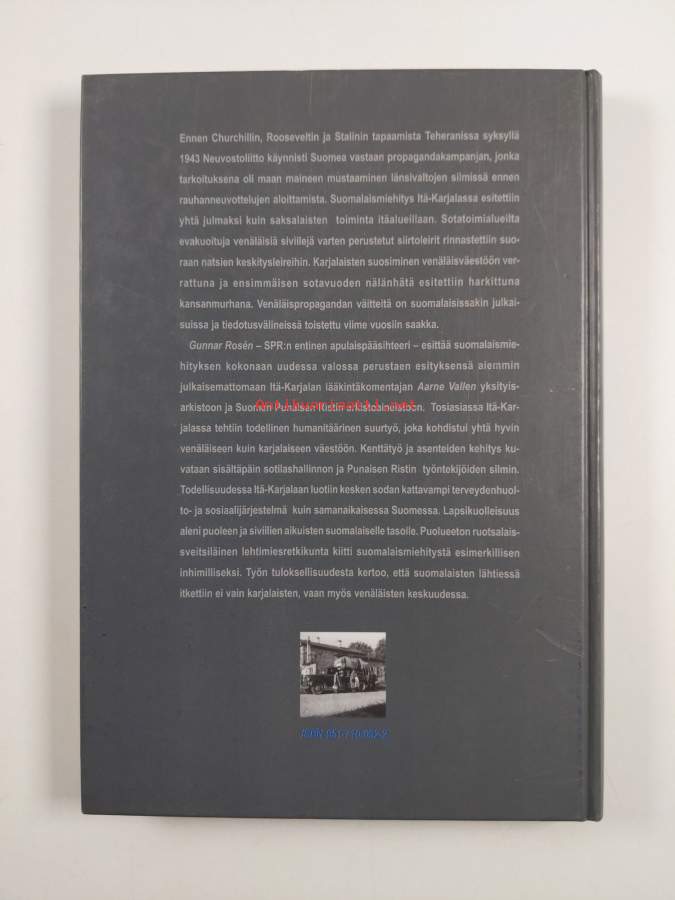 Ennen Churchillin, Rooseveltin ja Stalinin tapaamista Teheranissa syksyllä
1943 Neuvostoliitto käynnisti Suomea vastaan propagandakampanjan, jonka
tarkoituksena oli maan maineen mustaaminen länsivaltojen silmissä ennen
rauhanneuvottelujen aloittamista. Suomalaismiehitys Itä-Karjalassa esitettiin
yhtä julmaksi kuin saksalaisten toiminta itäalueillaan. Sotatoimialueilta
evakuoituja venäläisiä siviilejä varten perustetut siirtoleirit rinnastettiin suo-
raan natsien keskitysleireihin. Karjalaisten suosiminen venäläisväestöön ver-
rattuna ja ensimmäisen sotavuoden nälänhätä esitettiin harkittuna
kansanmurhana. Venäläispropagandan väitteitä on suomalaisissakin julkai-
suissa ja tiedotusvälineissä toistettu viime vuosiin saakka.
Gunnar Rosén – SPR:n entinen apulaispääsihteeri – esittää suomalaismie-
hityksen kokonaan uudessa valossa perustaen esityksensä aiemmin
julkaisemattomaan Itä-Karjalan lääkintäkomentajan Aarne Vallen yksityis-
arkistoon ja Suomen Punaisen Ristin arkistoaineistoon. Tosiasiassa Itä-Kar-
Antikvariaatti.net
jalassa tehtiin todellinen humanitäärinen suurtyö, joka kohdistui yhtä hyvin
venäläiseen kuin karjalaiseen väestöön. Kenttätyö ja asenteiden kehitys ku-
vataan sisältäpäin sotilashallinnon ja Punaisen Ristin työntekijöiden silmin.
Todellisuudessa Itä-Karjalaan luotiin kesken sodan kattavampi terveydenhuol-
to- ja sosiaalijärjestelmä kuin samanaikaisessa Suomessa. Lapsikuolleisuus
aleni puoleen ja siviilien aikuisten suomalaiselle tasolle. Puolueeton ruotsalais-
sveitsiläinen lehtimiesretkikunta kiitti suomalaismiehitystä esimerkillisen
inhimilliseksi. Työn tuloksellisuudesta kertoo, että suomalaisten lähtiessä
itkettiin ei vain karjalaisten, vaan myös venäläisten keskuudessa.
ISBN 951-710-092-2